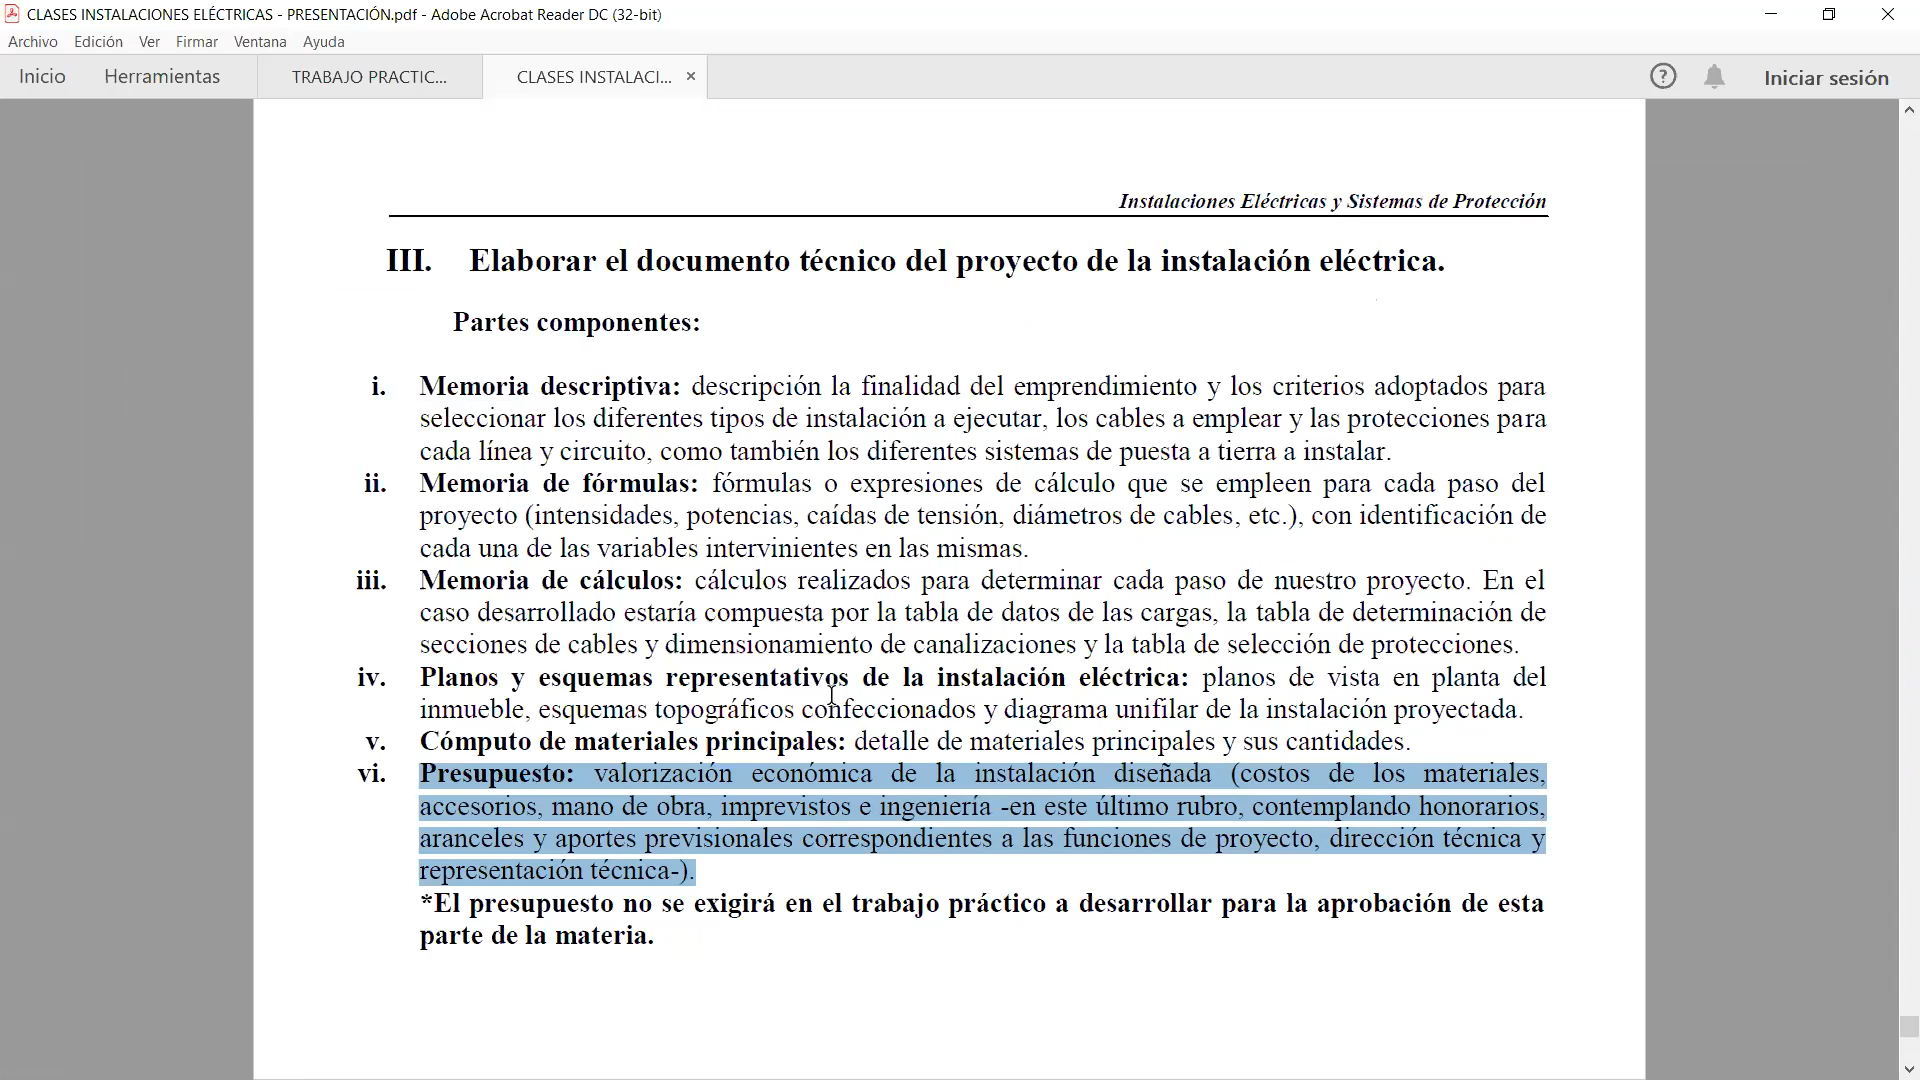 CLASES INSTALACIONES ELÉCTRICAS - PRESENTACIÓN.pdf - Adobe Acrobat Reader DC (32-bit)
Archivo Edición Ver Firmar Ventana Ayuda
Inicio Herramientas TRABAJO PRACTIC... CLASES INSTALACI... × ? Iniciar sesión
Instalaciones Eléctricas y Sistemas de Protección
III. Elaborar el documento técnico del proyecto de la instalación eléctrica.
Partes componentes:
i. Memoria descriptiva: descripción la finalidad del emprendimiento y los criterios adoptados para
seleccionar los diferentes tipos de instalación a ejecutar, los cables a emplear y las protecciones para
cada línea y circuito, como también los diferentes sistemas de puesta a tierra a instalar.
ii. Memoria de fórmulas: fórmulas o expresiones de cálculo que se empleen para cada paso del
proyecto (intensidades, potencias, caídas de tensión, diámetros de cables, etc.), con identificación de
cada una de las variables intervinientes en las mismas.
iii. Memoria de cálculos: cálculos realizados para determinar cada paso de nuestro proyecto. En el
caso desarrollado estaría compuesta por la tabla de datos de las cargas, la tabla de determinación de
secciones de cables y dimensionamiento de canalizaciones y la tabla de selección de protecciones.
iv. Planos y esquemas representativos de la instalación eléctrica: planos de vista en planta del
inmueble, esquemas topográficos confeccionados y diagrama unifilar de la instalación proyectada.
v. Cómputo de materiales principales: detalle de materiales principales y sus cantidades.
vi. Presupuesto: valorización económica de la instalación diseñada (costos de los materiales,
accesorios, mano de obra, imprevistos e ingeniería -en este último rubro, contemplando honorarios,
aranceles y aportes previsionales correspondientes a las funciones de proyecto, dirección técnica y
representación técnica-).
*El presupuesto no se exigirá en el trabajo práctico a desarrollar para la aprobación de esta
parte de la materia.